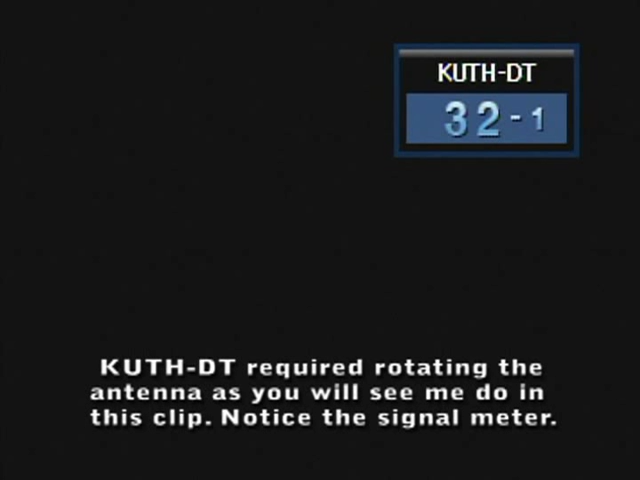 KUTH-DT
32-1
KUTH-DT required rotating the
antenna as you will see me do in
this clip. Notice the signal meter.